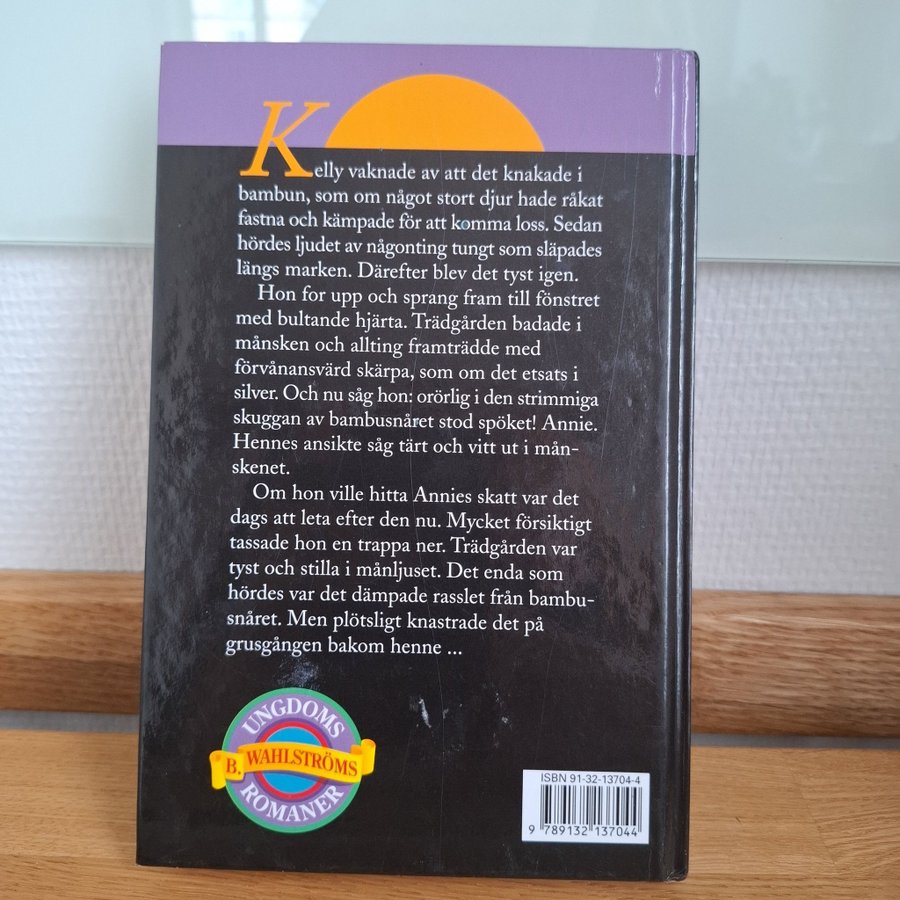 Kelly vaknade av att det knakade i
bambun, som om något stort djur hade råkat
fastna och kämpade för att komma loss. Sedan
hördes ljudet av någonting tungt som släpades
längs marken. Därefter blev det tyst igen.
Hon for upp och sprang fram till fönstret
med bultande hjärta. Trädgården badade i
månsken och allting framträdde med
förvånansvärd skärpa, som om det etsats i
silver. Och nu såg hon: orörlig i den strimmiga
skuggan av bambusnåret stod spöket! Annie.
Hennes ansikte såg tärt och vitt ut i mån-
skenet.
Om hon ville hitta Annies skatt var det
dags att leta efter den nu. Mycket försiktigt
tassade hon en trappa ner. Trädgården var
tyst och stilla i månljuset. Det enda som
hördes var det dämpade rasslet från bambu-
snåret. Men plötsligt knastrade det på
grusgången bakom henne ...
UNGDOMS
B. WAHLSTRÖMS
ROMANER
ISBN 91-32-13704-4
9 789132 137044